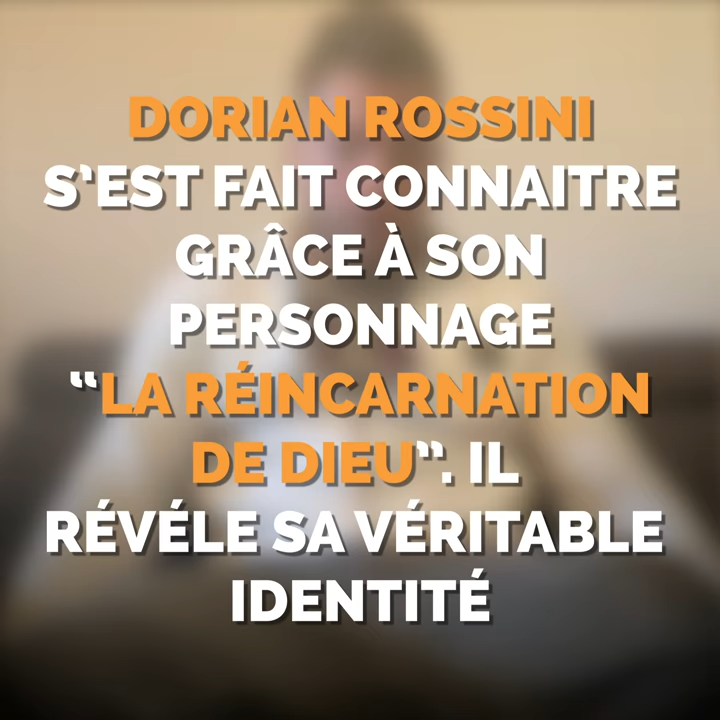 DORIAN ROSSINI
S'EST FAIT CONNAITRE
GRÂCE À SON
PERSONNAGE
“LA RÉINCARNATION
DE DIEU”. IL
RÉVÉLE SA VÉRITABLE
IDENTITÉ